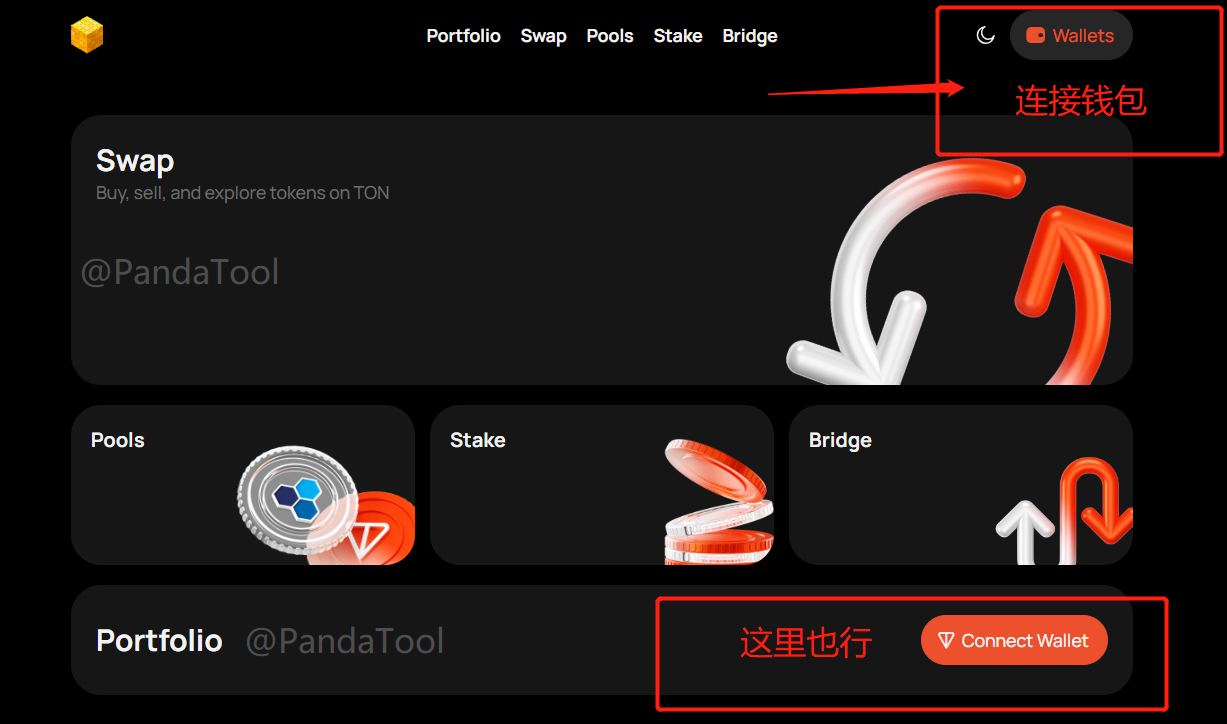 Portfolio Swap Pools Stake Bridge
Wallets
连接钱包
Swap
Buy, sell, and explore tokens on TON
@PandaTool
Pools
Stake
Bridge
Portfolio
@PandaTool
这里也行
Connect Wallet